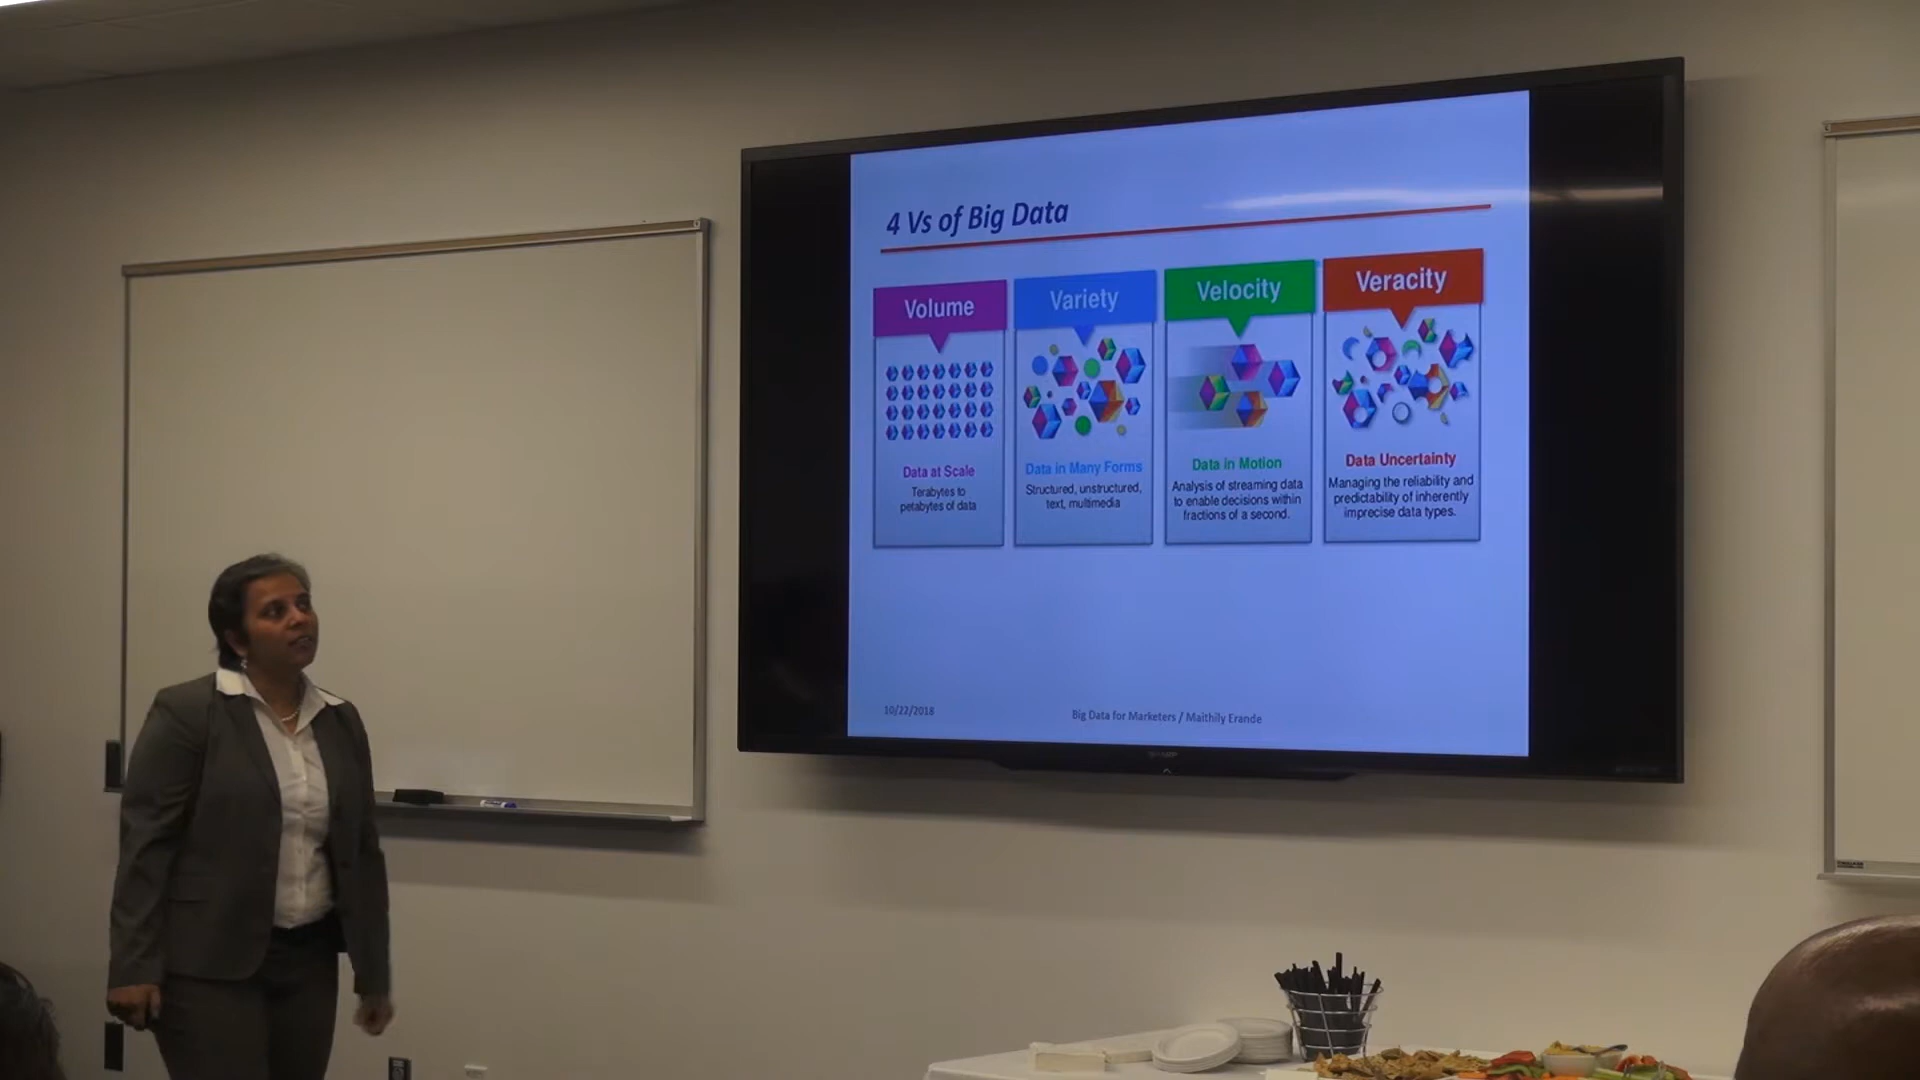 4 Vs of Big Data
Volume
Variety
Velocity
Veracity
Data at Scale
Terabytes to
petabytes of data
Data in Many Forms
Structured, unstructured,
text, multimedia
Data in Motion
Analysis of streaming data
to enable decisions within
fractions of a second.
Data Uncertainty
Managing the reliability and
predictability of inherently
imprecise data types.
10/22/2018
Big Data for Marketers / Maithily Erande
SHARP